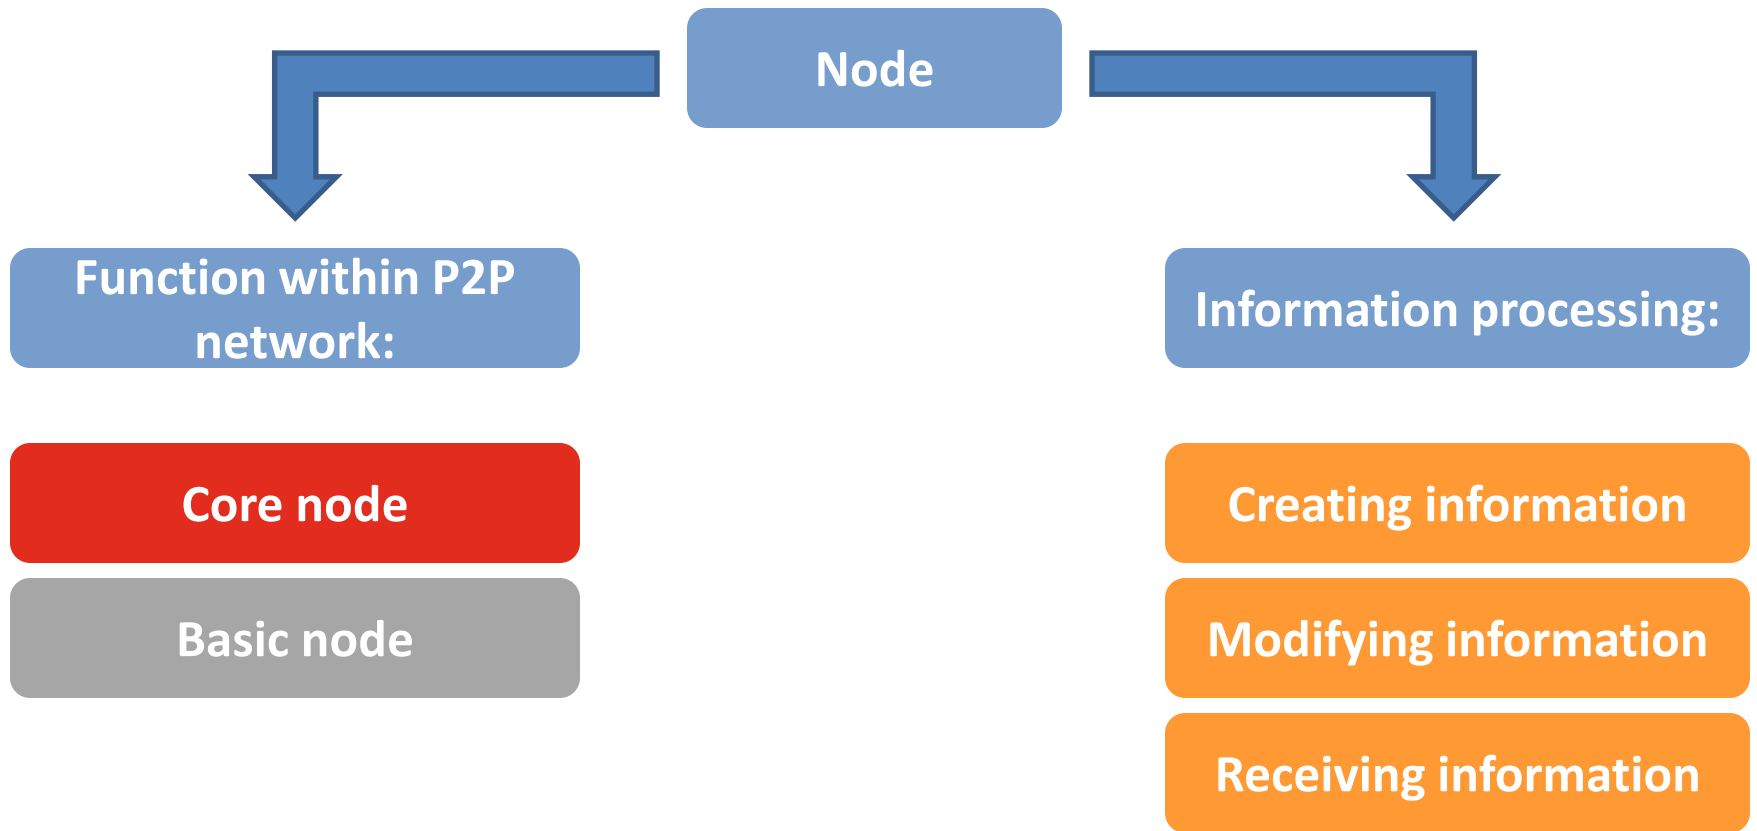 Node
Function within P2P
network:
Information processing:
Core node
Basic node
Creating information
Modifying information
Receiving information